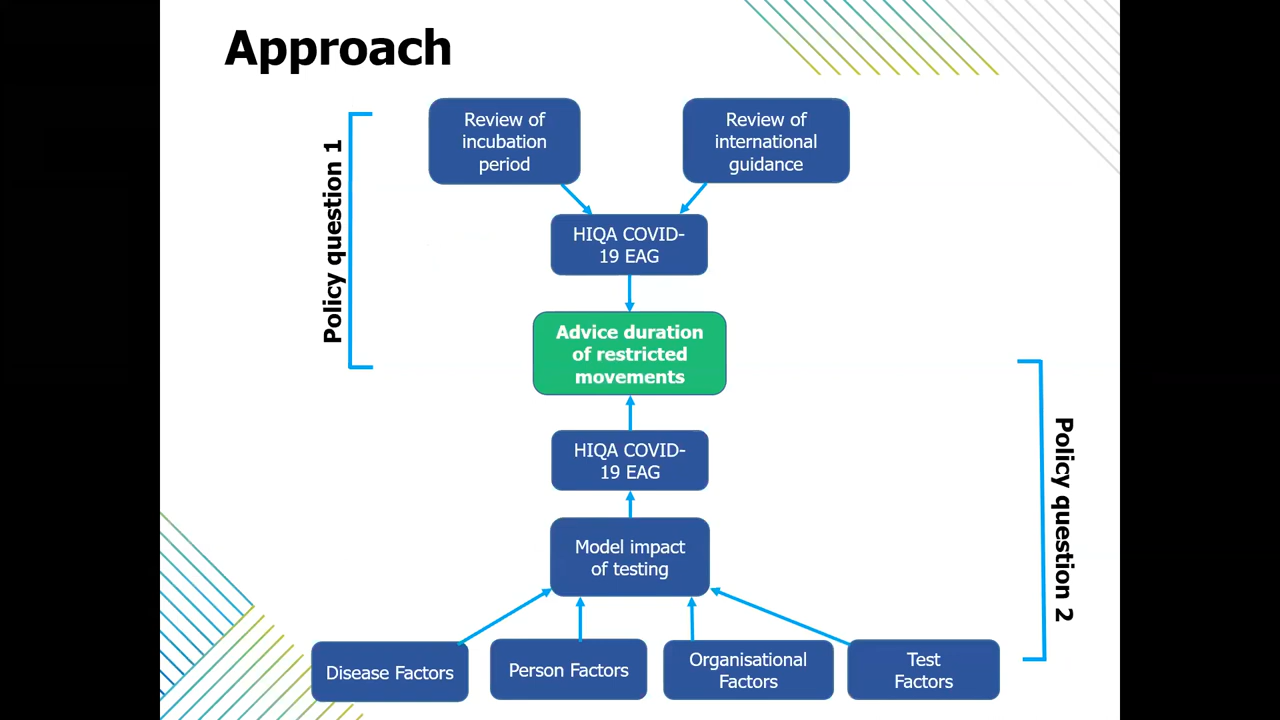 Approach
Policy question 1
Review of
incubation
period
Review of
international
guidance
HIQA COVID-
19 EAG
Advice duration
of restricted
movements
HIQA COVID-
19 EAG
Model impact
of testing
Policy question 2
Disease Factors
Person Factors
Organisational
Factors
Test
Factors